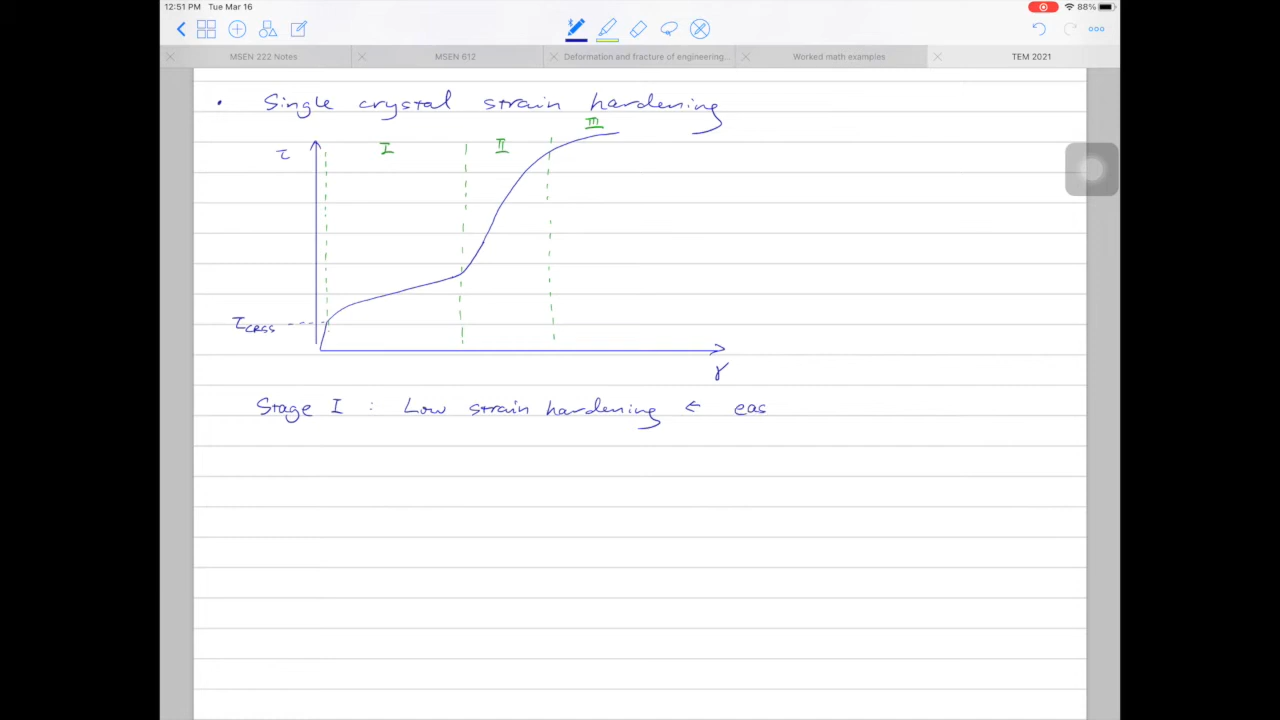 12:51 PM Tue Mar 16
88%
MSEN 222 Notes
MSEN 612
Deformation and fracture of engineering...
Worked math examples
TEM 2021
• Single crystal strain hardening
τ I II III
τCRSS
γ
Stage I : Low strain hardening ← eas